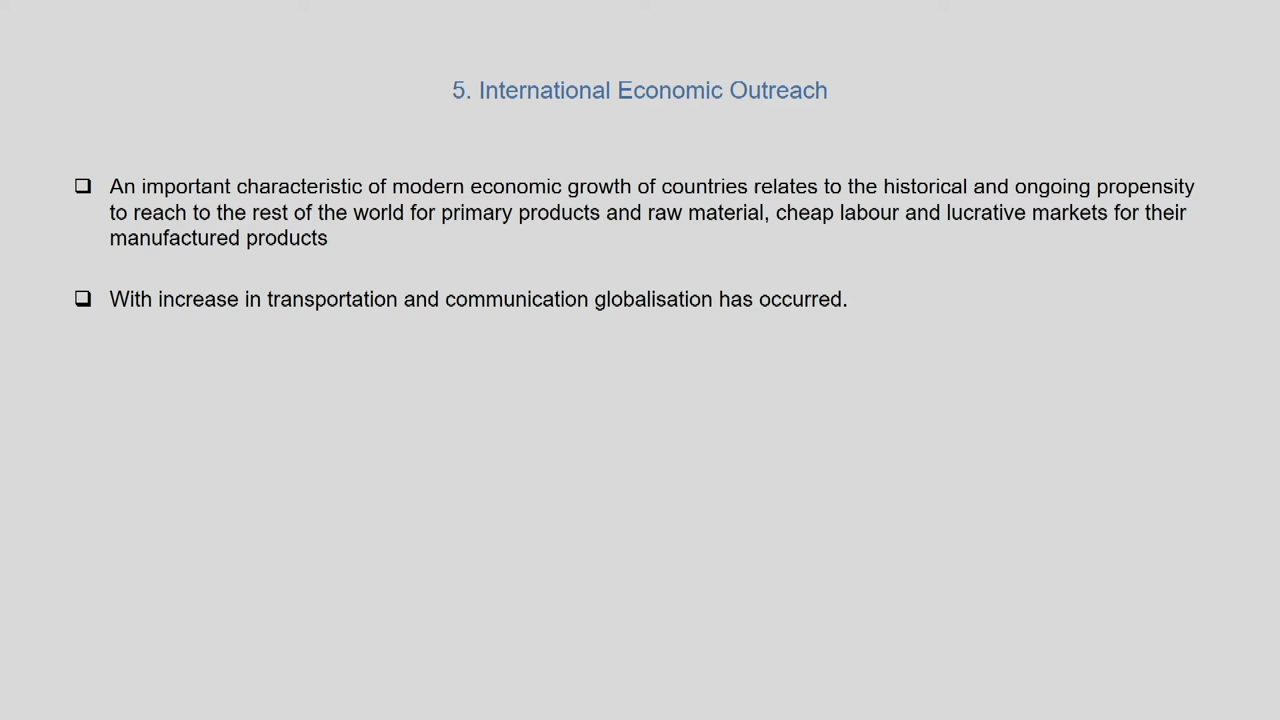 5. International Economic Outreach
❑ An important characteristic of modern economic growth of countries relates to the historical and ongoing propensity
to reach to the rest of the world for primary products and raw material, cheap labour and lucrative markets for their
manufactured products
❑ With increase in transportation and communication globalisation has occurred.